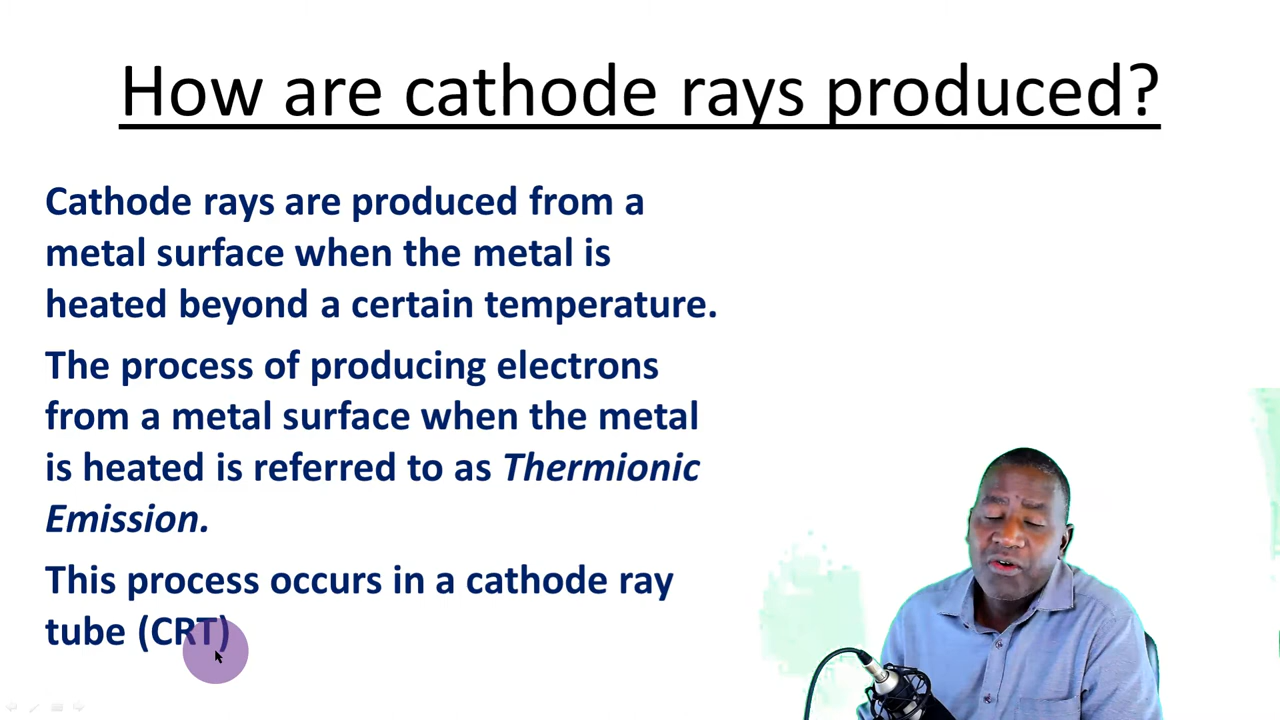 How are cathode rays produced?
Cathode rays are produced from a
metal surface when the metal is
heated beyond a certain temperature.
The process of producing electrons
from a metal surface when the metal
is heated is referred to as Thermionic
Emission.
This process occurs in a cathode ray
tube (CRT)